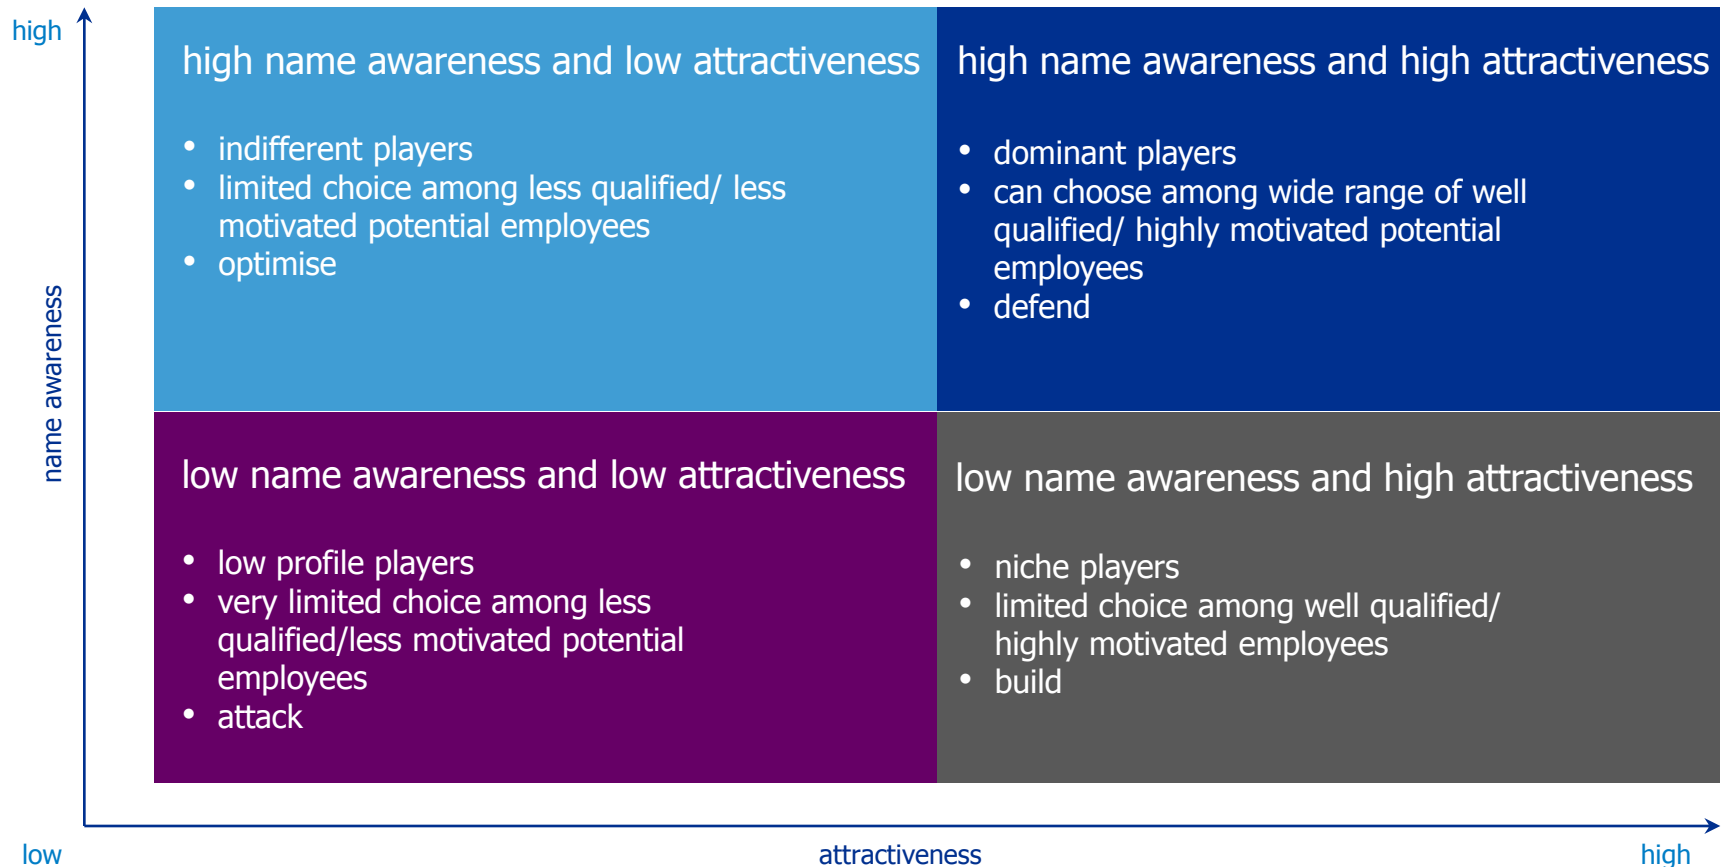 high
name awareness
high name awareness and low attractiveness
• indifferent players
• limited choice among less qualified/ less
motivated potential employees
• optimise
high name awareness and high attractiveness
• dominant players
• can choose among wide range of well
qualified/ highly motivated potential
employees
• defend
low name awareness and low attractiveness
• low profile players
• very limited choice among less
qualified/less motivated potential
employees
• attack
low name awareness and high attractiveness
• niche players
• limited choice among well qualified/
highly motivated employees
• build
low
attractiveness
high